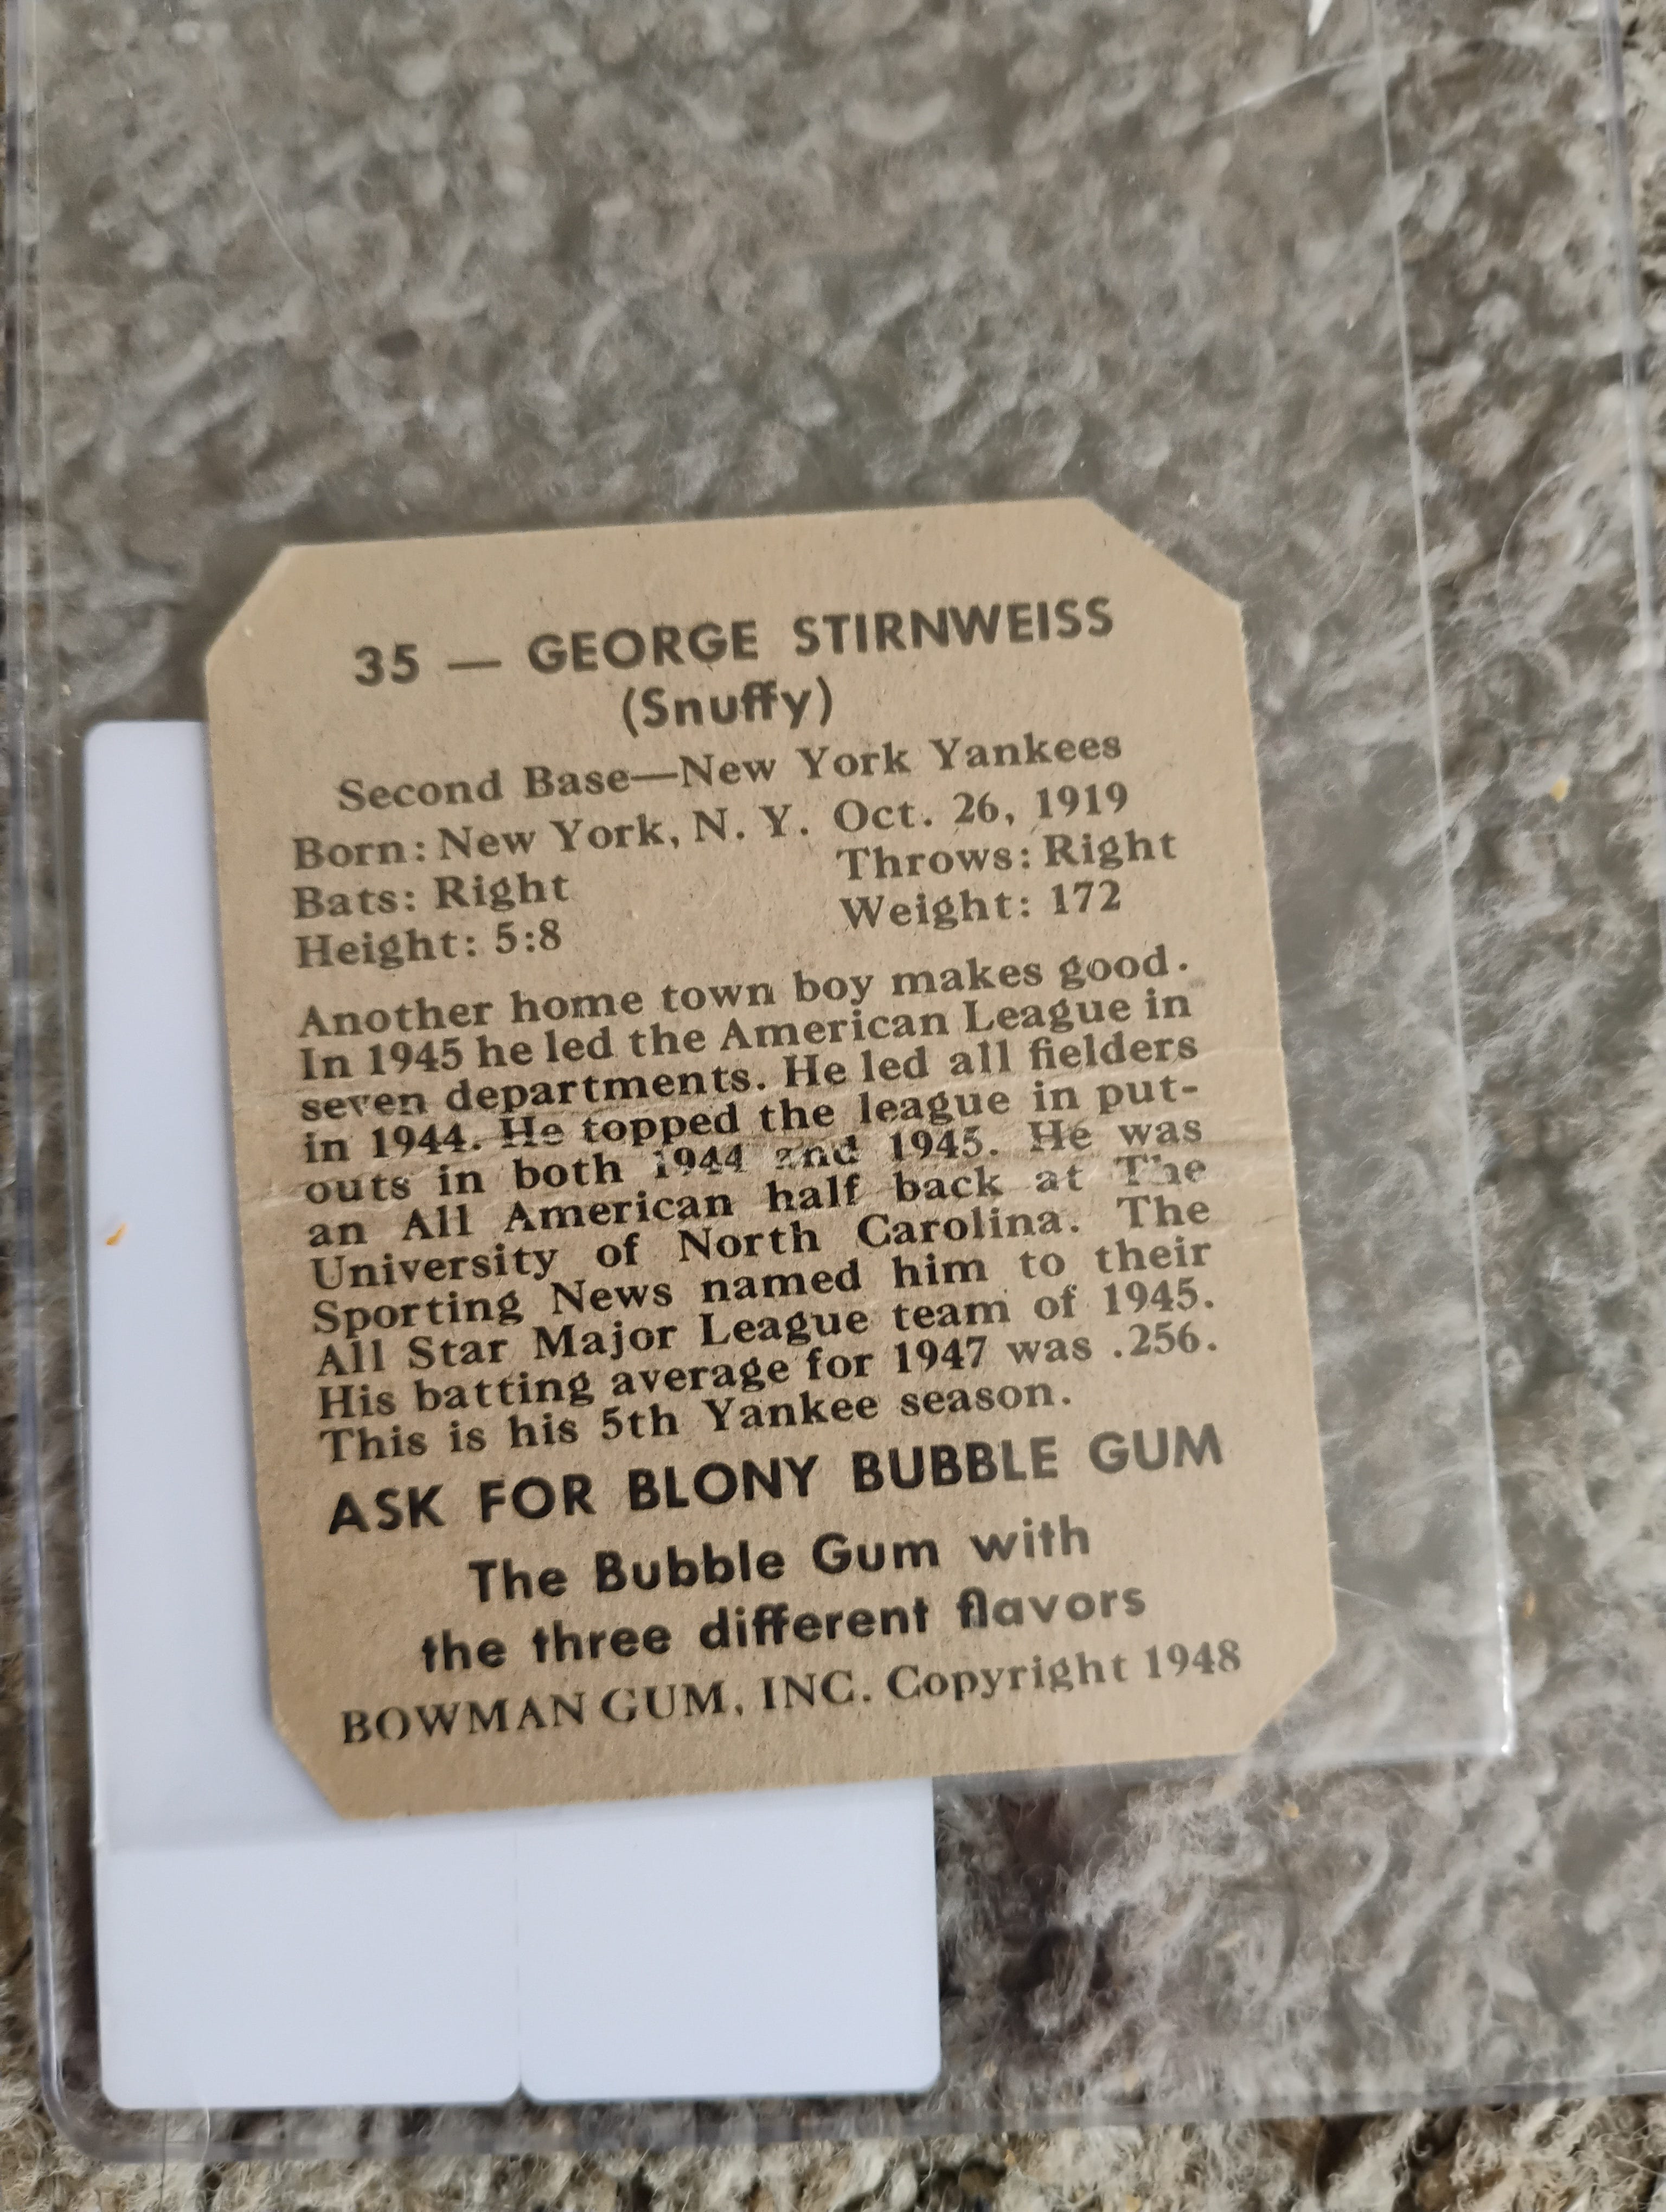 35 — GEORGE STIRNWEISS
(Snuffy)
Second Base—New York Yankees
Born: New York, N. Y. Oct. 26, 1919
Bats: Right Throws: Right
Height: 5:8 Weight: 172
Another home town boy makes good.
In 1945 he led the American League in
seven departments. He led all fielders
in 1944. He topped the league in put-
outs in both 1944 and 1945. He was
an All American half back at The
University of North Carolina. The
Sporting News named him to their
All Star Major League team of 1945.
His batting average for 1947 was .256.
This is his 5th Yankee season.
ASK FOR BLONY BUBBLE GUM
The Bubble Gum with
the three different flavors
BOWMAN GUM, INC. Copyright 1948